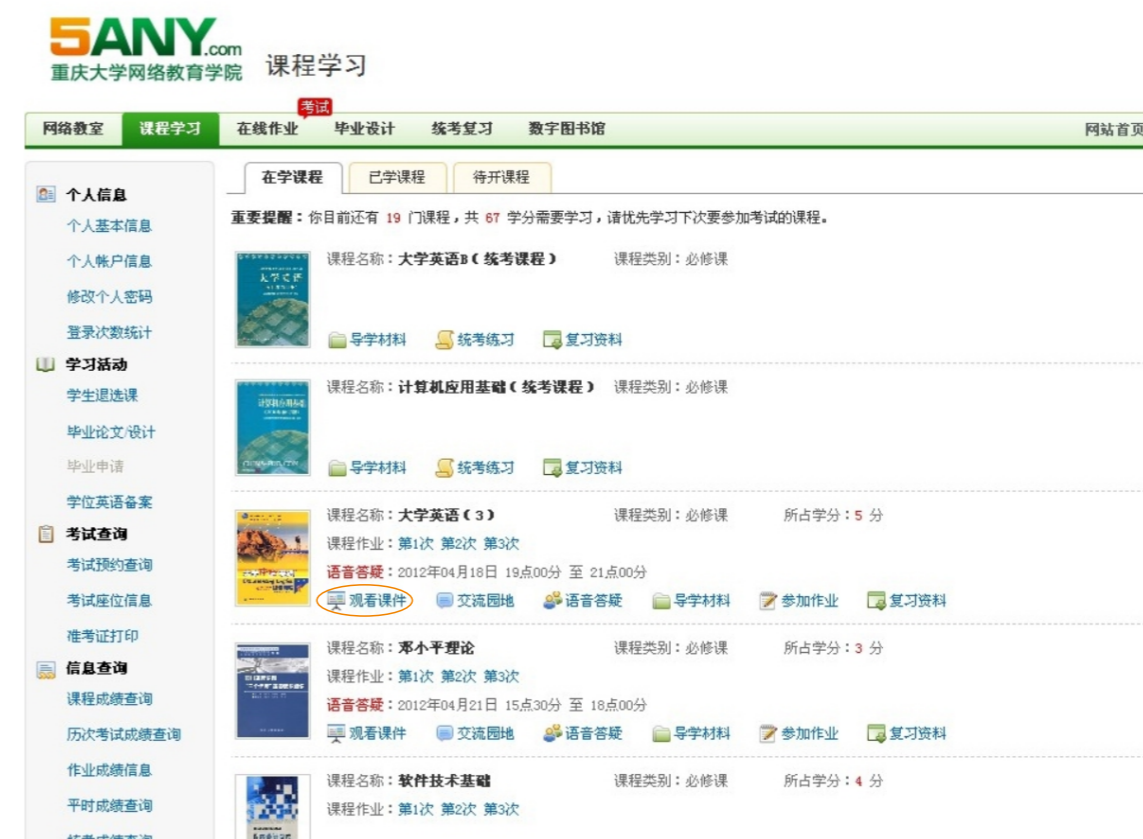 5ANY.com
重庆大学网络教育学院
课程学习
考试
网络教室 课程学习 在线作业 毕业设计 统考复习 数字图书馆 网站首页
个人信息
个人基本信息
个人帐户信息
修改个人密码
登录次数统计
学习活动
学生退选课
毕业论文/设计
毕业申请
学位英语备案
考试查询
考试预约查询
考试座位信息
准考证打印
信息查询
课程成绩查询
历次考试成绩查询
作业成绩信息
平时成绩查询
统考成绩查询
在学课程 已学课程 待开课程
重要提醒：你目前还有 19 门课程，共 67 学分需要学习，请优先学习下次要参加考试的课程。
大学英语
课程名称：大学英语B（统考课程） 课程类别：必修课
导学材料 统考练习 复习资料
计算机应用基础
课程名称：计算机应用基础（统考课程） 课程类别：必修课
导学材料 统考练习 复习资料
课程名称：大学英语（3） 课程类别：必修课 所占学分：5 分
课程作业：第1次 第2次 第3次
语音答疑：2012年04月18日 19点00分 至 21点00分
观看课件 交流园地 语音答疑 导学材料 参加作业 复习资料
课程名称：邓小平理论 课程类别：必修课 所占学分：3 分
课程作业：第1次 第2次 第3次
语音答疑：2012年04月21日 15点30分 至 18点00分
观看课件 交流园地 语音答疑 导学材料 参加作业 复习资料
课程名称：软件技术基础 课程类别：必修课 所占学分：4 分
课程作业：第1次 第2次 第3次